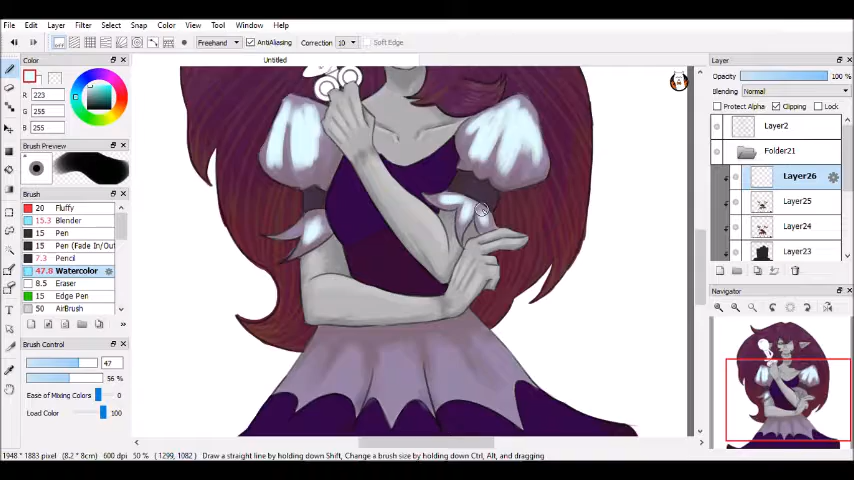 File Edit Layer Filter Select Snap Color View Tool Window Help
OFF Freehand AntiAliasing Correction 10 Soft Edge
Untitled
Color
R 223
G 255
B 255
Brush Preview
Brush
20 Fluffy
15.3 Blender
15 Pen
15 Pen (Fade In/Out
7.3 Pencil
47.0 Watercolor
8.5 Eraser
15 Edge Pen
50 AirBrush
Brush Control
47
56 %
Ease of Mixing Colors 0
Load Color 100
Layer
Opacity 100 %
Blending Normal
Protect Alpha Clipping Lock
Layer2
Folder21
Layer26
Layer25
Layer24
Layer23
Navigator
1948 * 1883 pixel (8.2 * 8cm) 600 dpi 50 % ( 1299, 1082 ) Draw a straight line by holding down Shift, Change a brush size by holding down Ctrl, Alt, and dragging